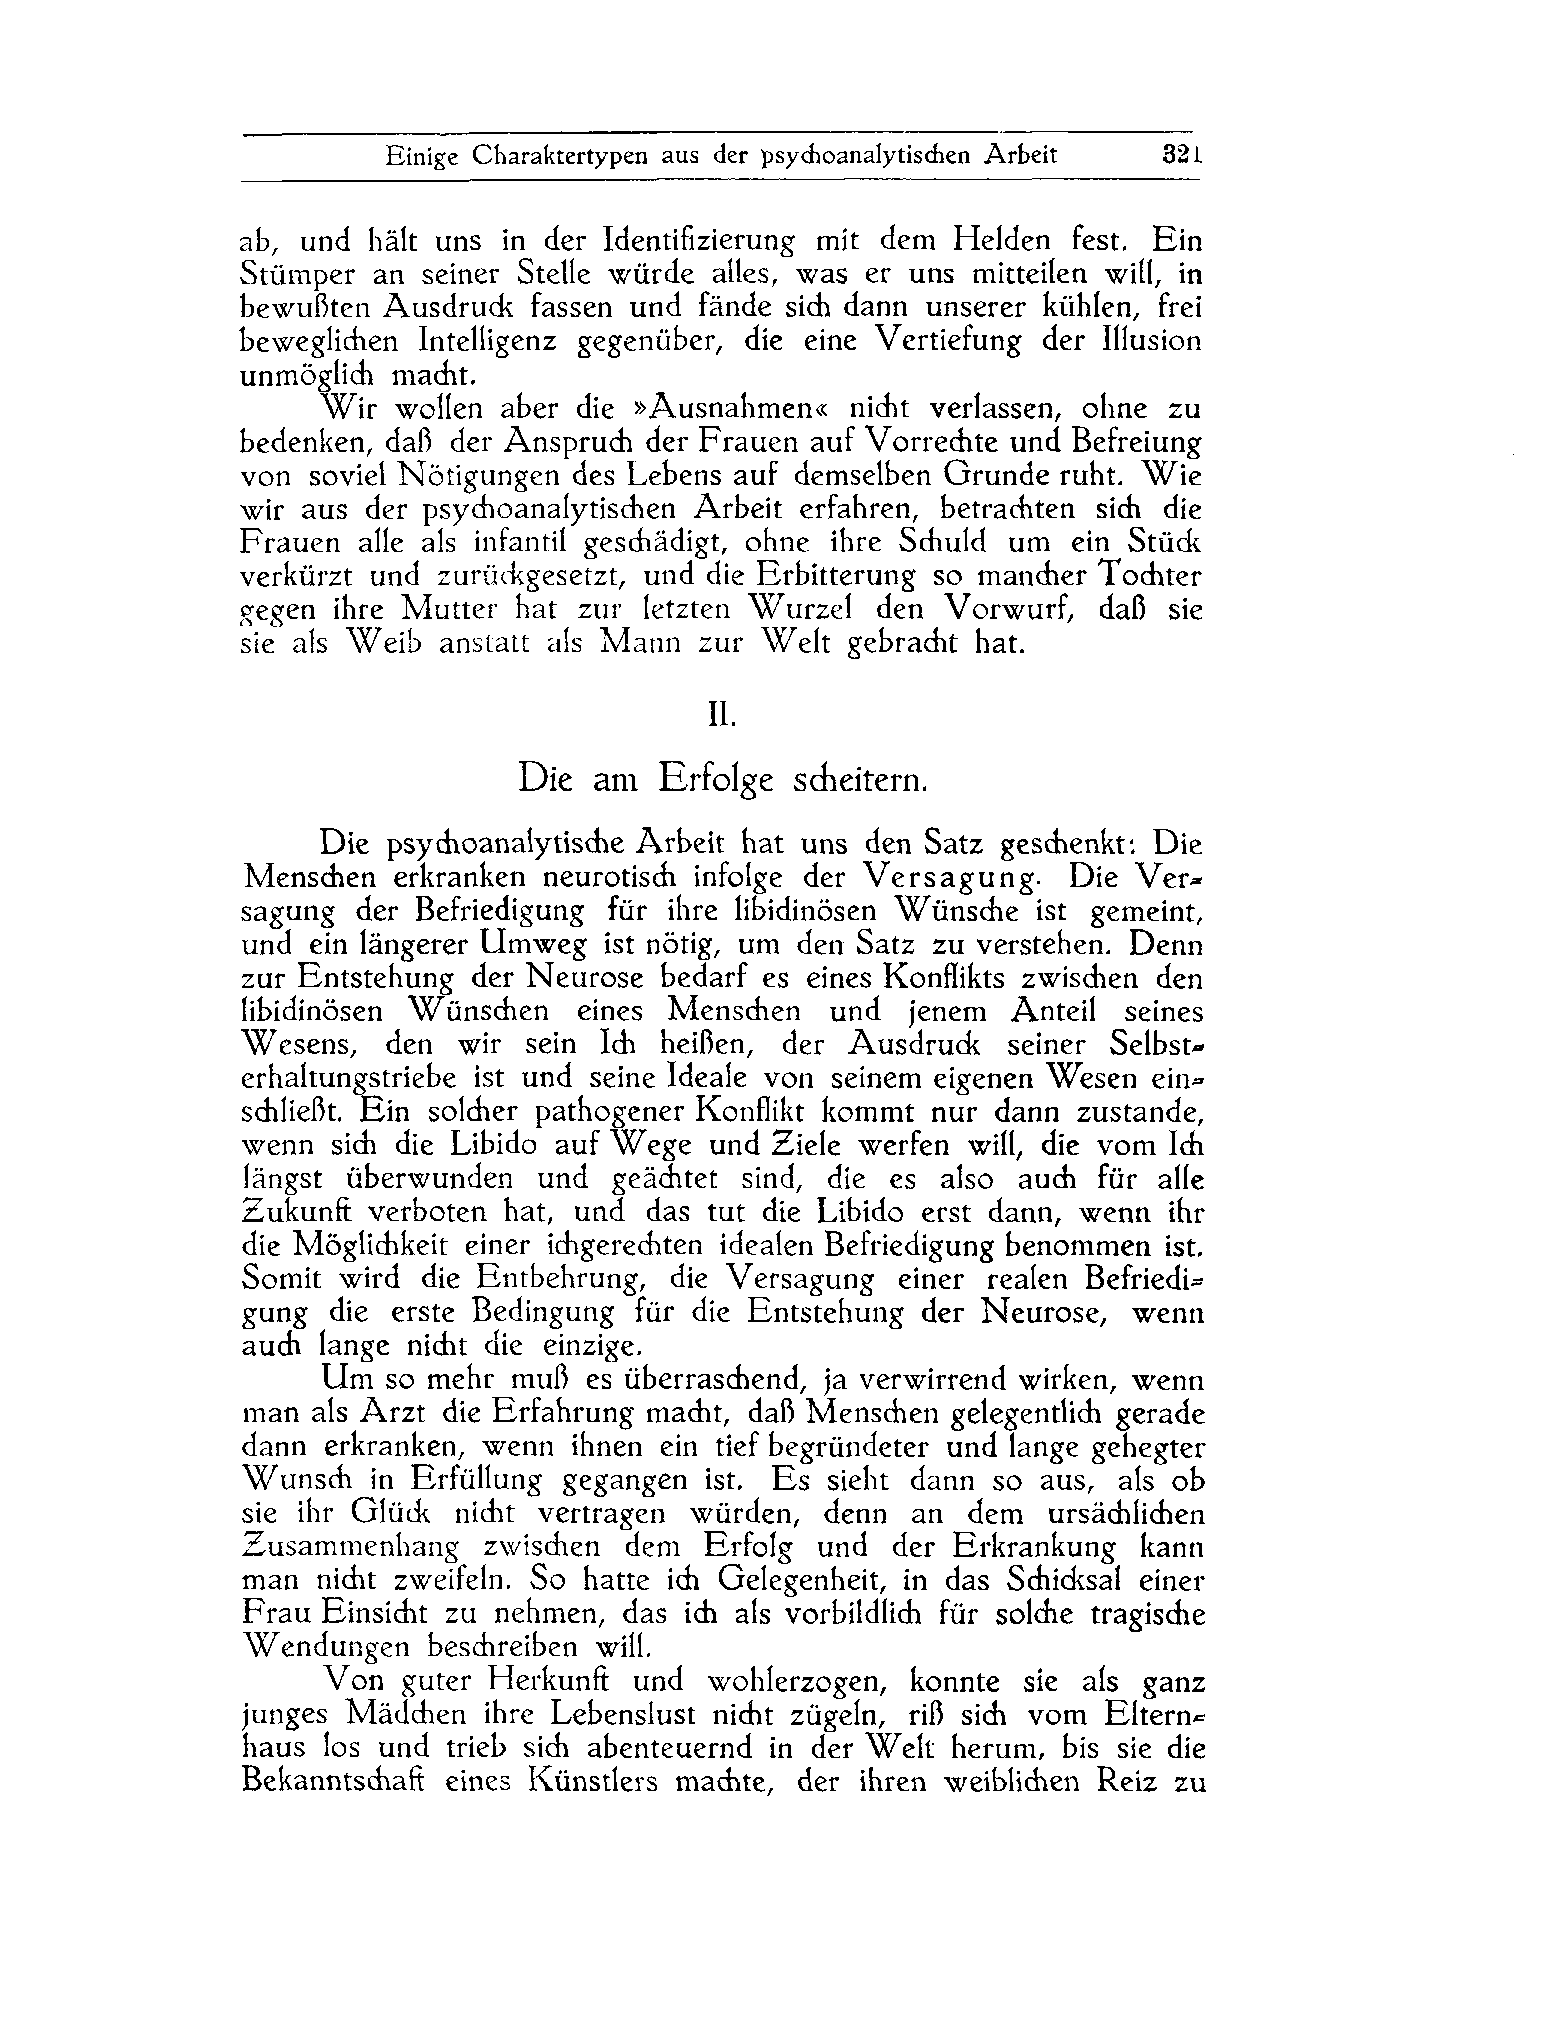 Einige Charaktertypen aus der psychoanalytischen Arbeit 321
ab, und hält uns in der Identifizierung mit dem Helden fest. Ein
Stümper an seiner Stelle würde alles, was er uns mitteilen will, in
bewußten Ausdruck fassen und fände sich dann unserer kühlen, frei
beweglichen Intelligenz gegenüber, die eine Vertiefung der Illusion
unmöglich macht.
Wir wollen aber die »Ausnahmen« nicht verlassen, ohne zu
bedenken, daß der Anspruch der Frauen auf Vorrechte und Befreiung
von soviel Nötigungen des Lebens auf demselben Grunde ruht. Wie
wir aus der psychoanalytischen Arbeit erfahren, betrachten sich die
Frauen alle als infantil geschädigt, ohne ihre Schuld um ein Stück
verkürzt und zurückgesetzt, und die Erbitterung so mancher Tochter
gegen ihre Mutter hat zur letzten Wurzel den Vorwurf, daß sie
sie als Weib anstatt als Mann zur Welt gebracht hat.
II.
Die am Erfolge scheitern.
Die psychoanalytische Arbeit hat uns den Satz geschenkt: Die
Menschen erkranken neurotisch infolge der Versagung. Die Ver-
sagung der Befriedigung für ihre libidinösen Wünsche ist gemeint,
und ein längerer Umweg ist nötig, um den Satz zu verstehen. Denn
zur Entstehung der Neurose bedarf es eines Konflikts zwischen den
libidinösen Wünschen eines Menschen und jenem Anteil seines
Wesens, den wir sein Ich heißen, der Ausdruck seiner Selbst-
erhaltungstriebe ist und seine Ideale von seinem eigenen Wesen ein-
schließt. Ein solcher pathogener Konflikt kommt nur dann zustande,
wenn sich die Libido auf Wege und Ziele werfen will, die vom Ich
längst überwunden und geächtet sind, die es also auch für alle
Zukunft verboten hat, und das tut die Libido erst dann, wenn ihr
die Möglichkeit einer ichgerechten idealen Befriedigung benommen ist.
Somit wird die Entbehrung, die Versagung einer realen Befriedi-
gung die erste Bedingung für die Entstehung der Neurose, wenn
auch lange nicht die einzige.
Um so mehr muß es überraschend, ja verwirrend wirken, wenn
man als Arzt die Erfahrung macht, daß Menschen gelegentlich gerade
dann erkranken, wenn ihnen ein tief begründeter und lange gehegter
Wunsch in Erfüllung gegangen ist. Es sieht dann so aus, als ob
sie ihr Glück nicht vertragen würden, denn an dem ursächlichen
Zusammenhang zwischen dem Erfolg und der Erkrankung kann
man nicht zweifeln. So hatte ich Gelegenheit, in das Schicksal einer
Frau Einsicht zu nehmen, das ich als vorbildlich für solche tragische
Wendungen beschreiben will.
Von guter Herkunft und wohlerzogen, konnte sie als ganz
junges Mädchen ihre Lebenslust nicht zügeln, riß sich vom Eltern-
haus los und trieb sich abenteuernd in der Welt herum, bis sie die
Bekanntschaft eines Künstlers machte, der ihren weiblichen Reiz zu